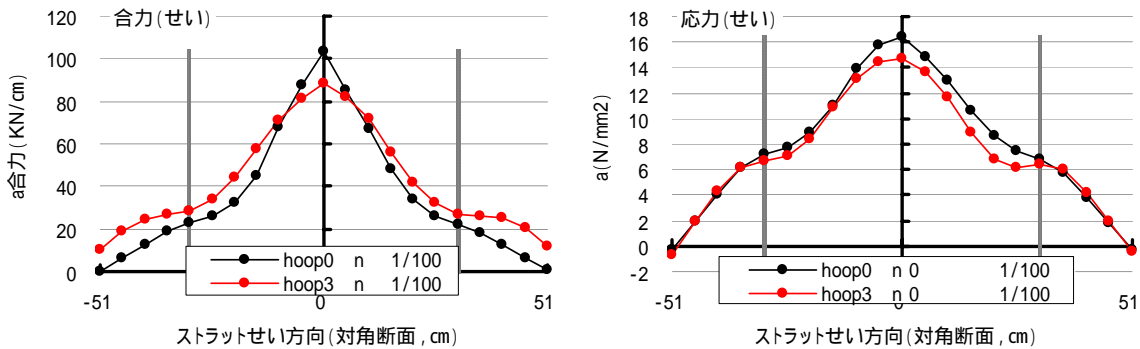 合力(せい)
120
100
80
60
40
20
0
a合力(KN/㎝)
hoop0 n 1/100
hoop3 n 1/100
-51 0 51
ストラットせい方向(対角断面,㎝)
応力(せい)
18
16
14
12
10
8
6
4
2
0
-2
a(N/mm2)
hoop0 n 0 1/100
hoop3 n 0 1/100
-51 0 51
ストラットせい方向(対角断面,㎝)